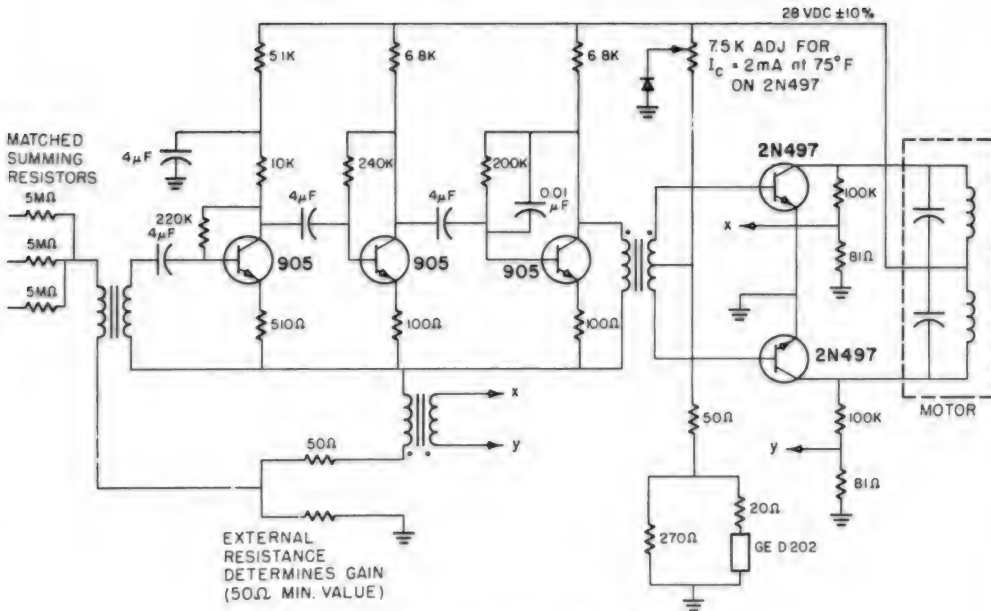 28 VDC ±10%
5.1K
6.8K
6.8K
7.5K ADJ FOR
I_C = 2mA at 75°F
ON 2N497
MATCHED
SUMMING
RESISTORS
4µF
10K
240K
200K
2N497
5MΩ
220K
4µF
4µF
4µF
0.01
µF
100K
x
5MΩ
905
905
905
81Ω
5MΩ
510Ω
100Ω
100Ω
2N497
MOTOR
x
50Ω
100K
50Ω
y
y
81Ω
20Ω
270Ω
GE D202
EXTERNAL
RESISTANCE
DETERMINES GAIN
(50Ω MIN. VALUE)